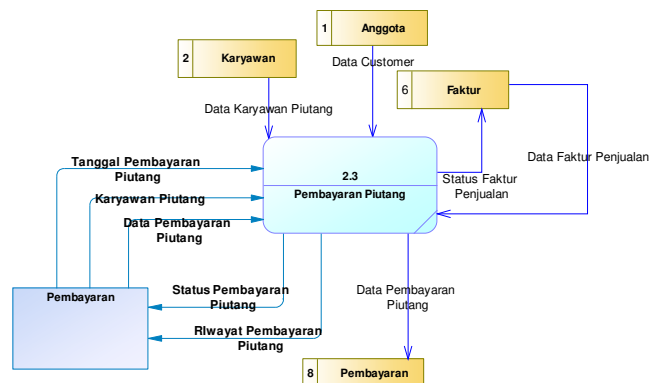 1 Anggota
2 Karyawan
Data Customer
6 Faktur
Data Karyawan Piutang
Tanggal Pembayaran
Piutang
Karyawan Piutang
Data Pembayaran
Piutang
2.3
Pembayaran Piutang
Status Faktur
Penjualan
Data Faktur Penjualan
Pembayaran
Status Pembayaran
Piutang
RIwayat Pembayaran
Piutang
Data Pembayaran
Piutang
8 Pembayaran